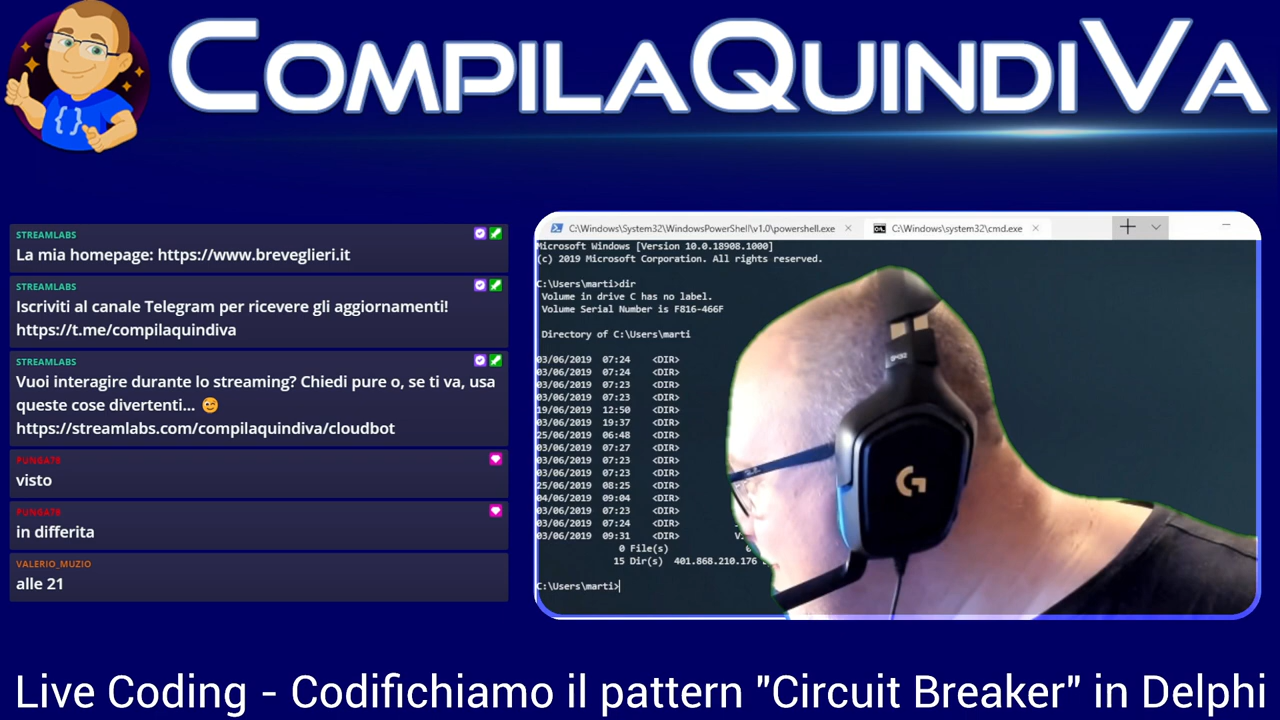 COMPILAQUINDIVA
STREAMLABS
La mia homepage: https://www.breveglieri.it
STREAMLABS
Iscriviti al canale Telegram per ricevere gli aggiornamenti!
https://t.me/compilaquindiva
STREAMLABS
Vuoi interagire durante lo streaming? Chiedi pure o, se ti va, usa
queste cose divertenti... 😊
https://streamlabs.com/compilaquindiva/cloudbot
FUNGA76
visto
FUNGA76
in differita
VALERIO_MUZIO
alle 21
C:\Windows\System32\WindowsPowerShell\v1.0\powershell.exe
C:\Windows\system32\cmd.exe
Microsoft Windows [Version 10.0.18908.1000]
(c) 2019 Microsoft Corporation. All rights reserved.
C:\Users\marti>dir
Volume in drive C has no label.
Volume Serial Number is F816-466F
Directory of C:\Users\marti
03/06/2019 07:24 <DIR>
03/06/2019 07:24 <DIR>
03/06/2019 07:23 <DIR>
03/06/2019 07:23 <DIR>
19/06/2019 12:50 <DIR>
03/06/2019 19:37 <DIR>
25/06/2019 06:48 <DIR>
03/06/2019 07:27 <DIR>
03/06/2019 07:23 <DIR>
03/06/2019 07:23 <DIR>
25/06/2019 08:25 <DIR>
04/06/2019 09:04 <DIR>
03/06/2019 07:23 <DIR>
03/06/2019 07:24 <DIR>
03/06/2019 09:31 <DIR> V
0 File(s) 0
15 Dir(s) 401.868.210.176
C:\Users\marti>
G432
G
{ }
Live Coding - Codifichiamo il pattern "Circuit Breaker" in Delphi